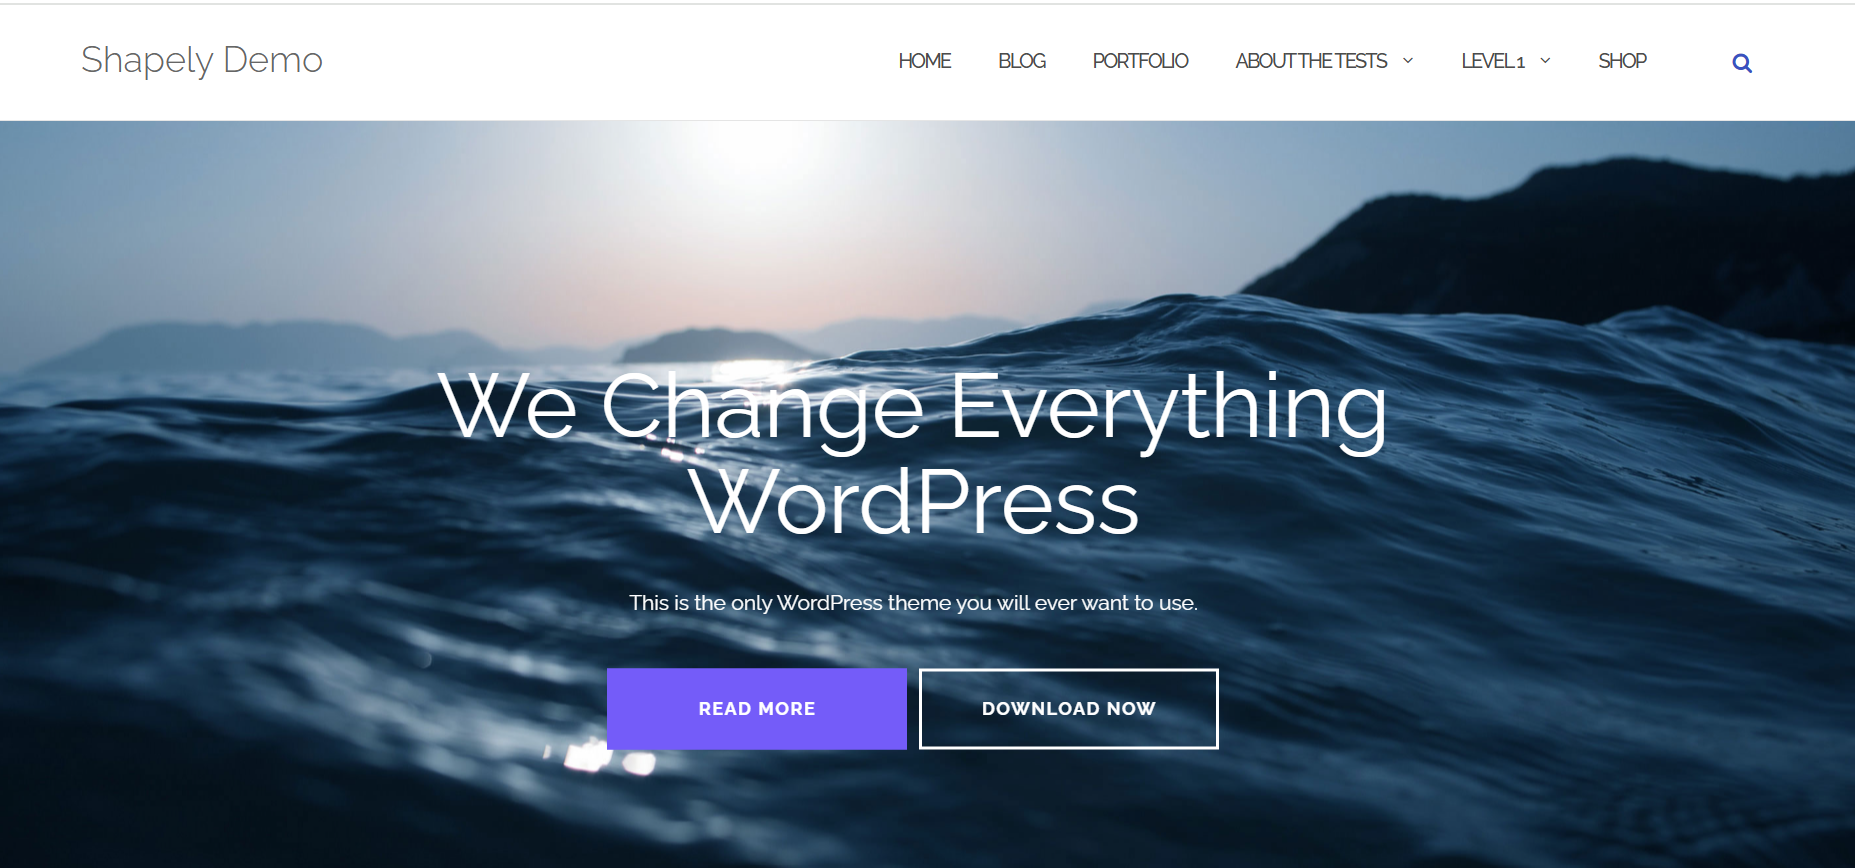 Shapely Demo
HOME BLOG PORTFOLIO ABOUT THE TESTS LEVEL 1 SHOP
We Change Everything
WordPress
This is the only WordPress theme you will ever want to use.
READ MORE DOWNLOAD NOW